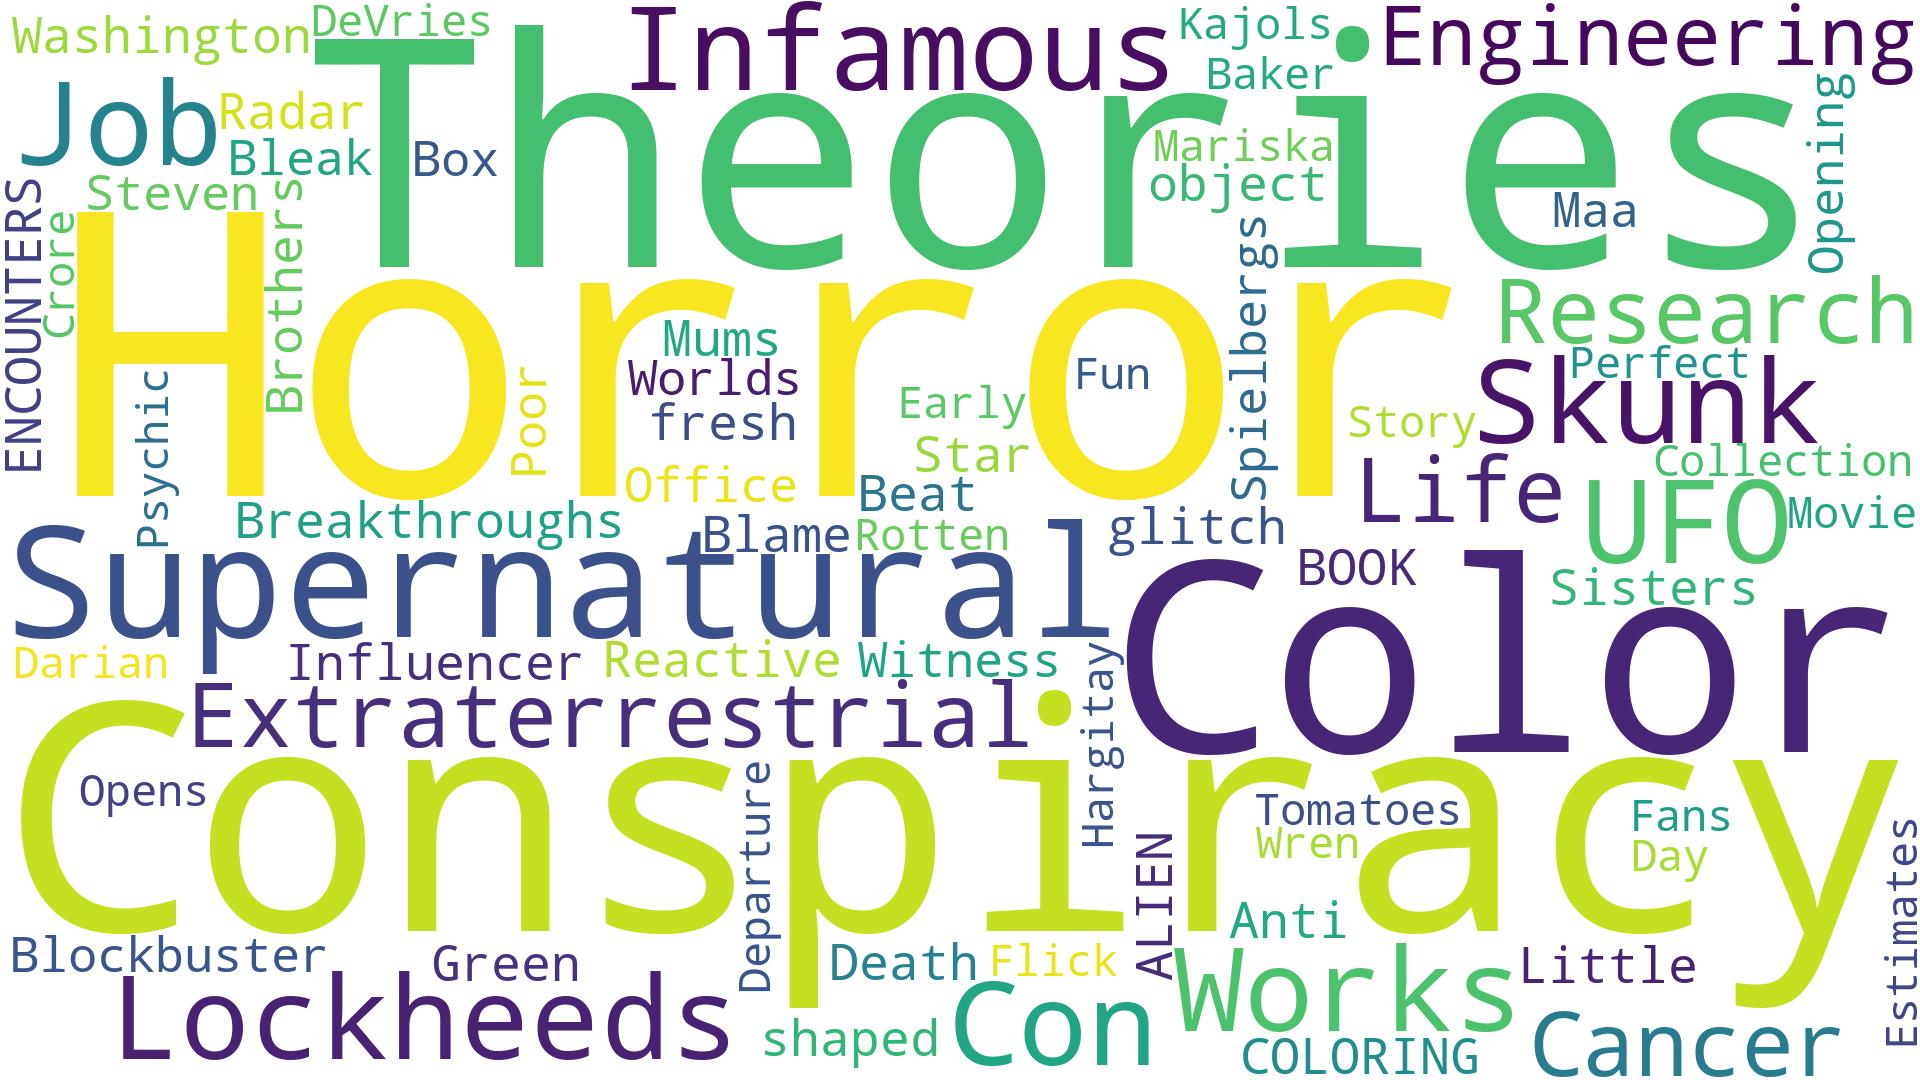 Washington
DeVries
Infamous
Kajols
Engineering
Baker
Theories
Job
Radar
Bleak
Box
Mariska
object
Opening
Steven
Maa
ENCOUNTERS
Crore
Brothers
Horror
Spielbergs
Research
Mums
Worlds
fresh
Fun
Perfect
Skunk
Psychic
Poor
Early
Story
Star
Office
Beat
Life
Collection
UFO
Movie
Breakthroughs
Blame
Rotten
glitch
Supernatural
BOOK
Sisters
Color
Darian
Influencer
Reactive
Witness
Extraterrestrial
Hargitay
Conspiracy
Opens
Departure
Tomatoes
Wren
Fans
Day
ALIEN
Estimates
Anti
Blockbuster
Green
Death
Flick
Works
Little
Lockheeds
shaped
Con
COLORING
Cancer